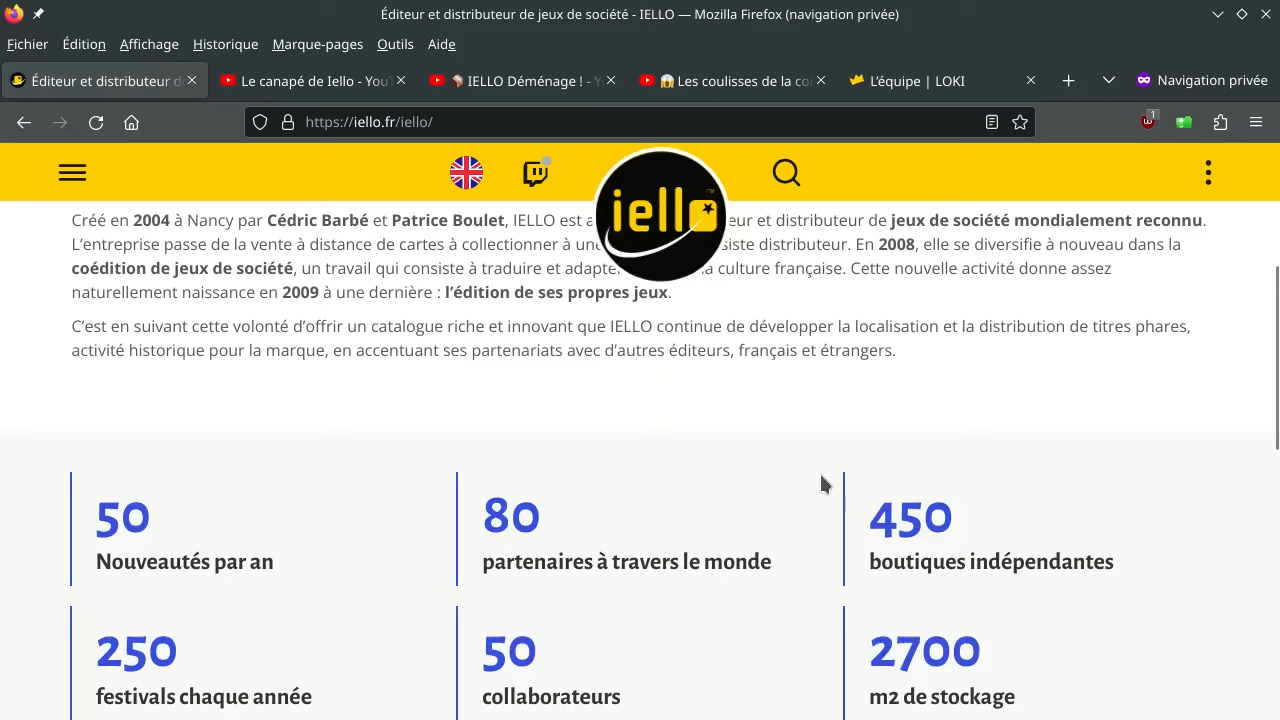 Éditeur et distributeur de jeux de société - IELLO — Mozilla Firefox (navigation privée)
Fichier Édition Affichage Historique Marque-pages Outils Aide
Éditeur et distributeur d Le canapé de Iello - You IELLO Déménage ! - Y Les coulisses de la co L'équipe | LOKI Navigation privée
https://iello.fr/iello/ 1
iello
Créé en 2004 à Nancy par Cédric Barbé et Patrice Boulet, IELLO est a eur et distributeur de jeux de société mondialement reconnu.
L'entreprise passe de la vente à distance de cartes à collectionner à une siste distributeur. En 2008, elle se diversifie à nouveau dans la
coédition de jeux de société, un travail qui consiste à traduire et adapter la culture française. Cette nouvelle activité donne assez
naturellement naissance en 2009 à une dernière : l'édition de ses propres jeux.
C'est en suivant cette volonté d'offrir un catalogue riche et innovant que IELLO continue de développer la localisation et la distribution de titres phares,
activité historique pour la marque, en accentuant ses partenariats avec d'autres éditeurs, français et étrangers.
50 80 450
Nouveautés par an partenaires à travers le monde boutiques indépendantes
250 50 2700
festivals chaque année collaborateurs m2 de stockage